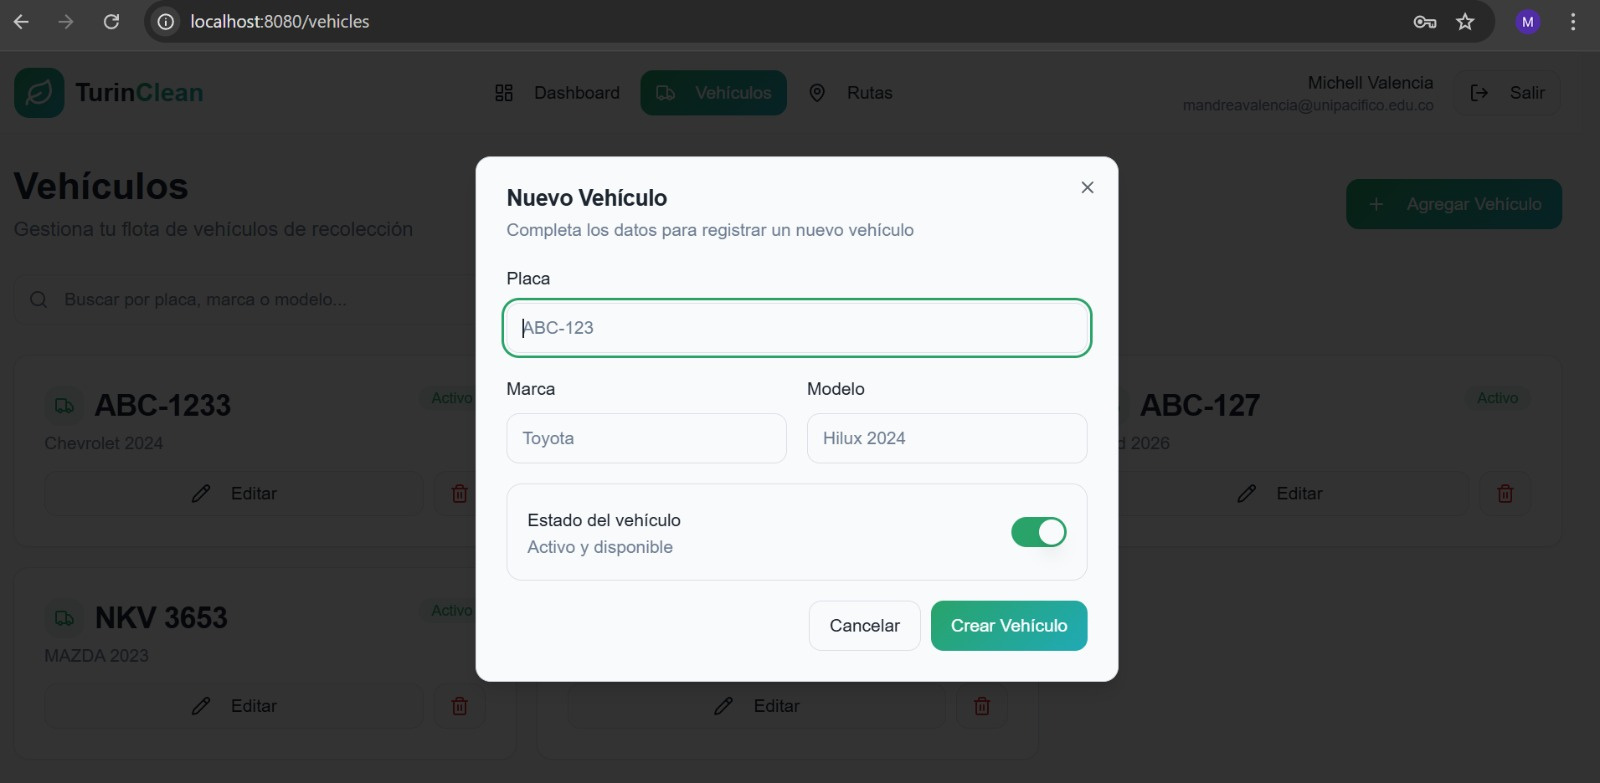 localhost:8080/vehicles
M
TurinClean
Dashboard
Vehículos
Rutas
Michell Valencia
mandreavalencia@unipacifico.edu.co
Salir
Vehículos
Gestiona tu flota de vehículos de recolección
Agregar Vehículo
Buscar por placa, marca o modelo...
Nuevo Vehículo
Completa los datos para registrar un nuevo vehículo
Placa
ABC-123
Marca
Modelo
Toyota
Hilux 2024
Estado del vehículo
Activo y disponible
Cancelar
Crear Vehículo
ABC-1233
Activo
Chevrolet 2024
Editar
ABC-127
Activo
2026
Editar
NKV 3653
Activo
MAZDA 2023
Editar
Editar